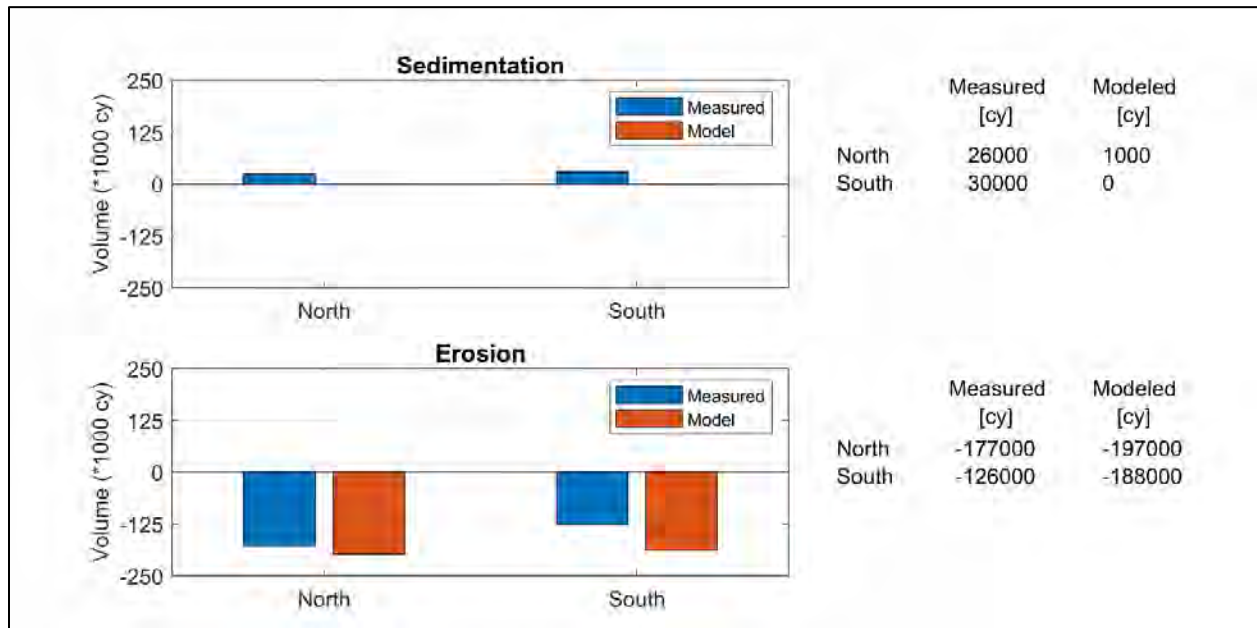 Sedimentation
250
125
0
-125
-250
Volume (*1000 cy)
Measured
Model
North South
Measured Modeled
[cy] [cy]
North 26000 1000
South 30000 0
Erosion
250
125
0
-125
-250
Volume (*1000 cy)
Measured
Model
North South
Measured Modeled
[cy] [cy]
North -177000 -197000
South -126000 -188000